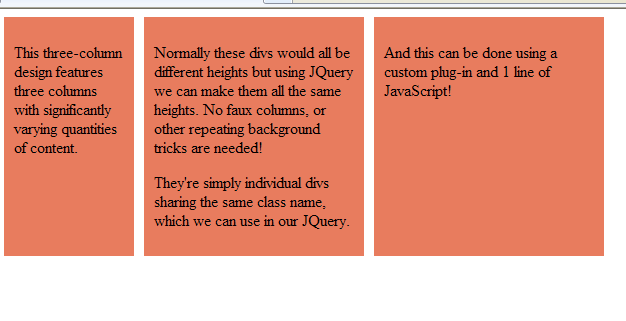 This three-column
design features
three columns
with significantly
varying quantities
of content.
Normally these divs would all be
different heights but using JQuery
we can make them all the same
heights. No faux columns, or
other repeating background
tricks are needed!
They're simply individual divs
sharing the same class name,
which we can use in our JQuery.
And this can be done using a
custom plug-in and 1 line of
JavaScript!